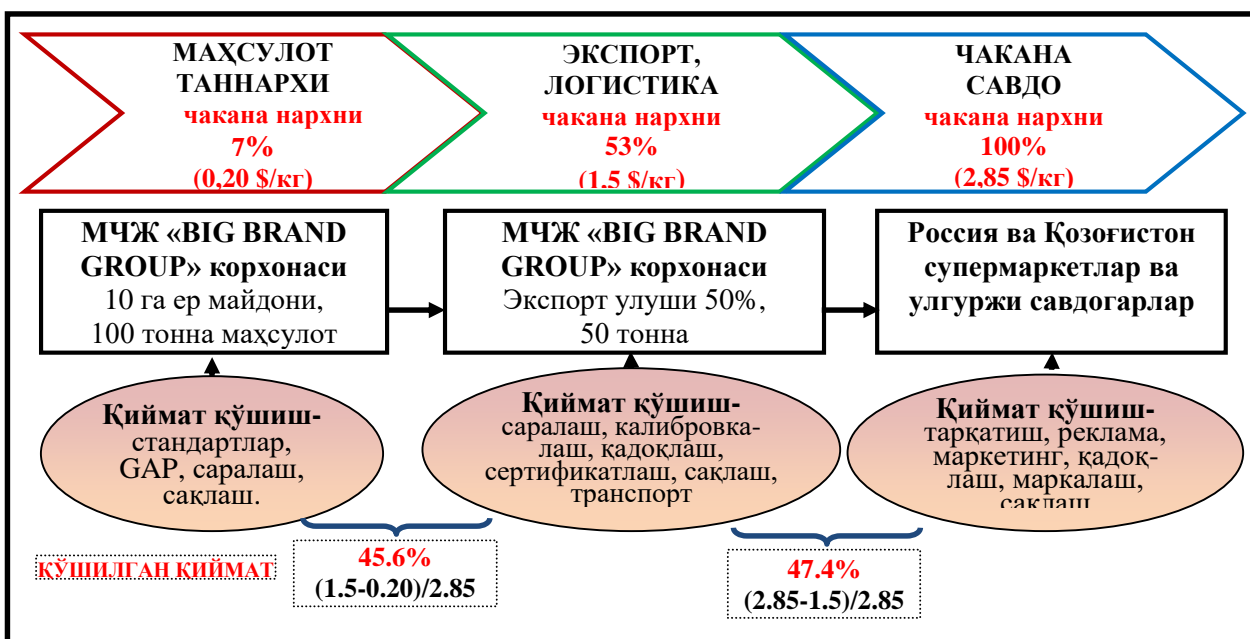 МАҲСУЛОТ
ТАННАРХИ
чакана нархни
7%
(0,20 $/кг)
ЭКСПОРТ,
ЛОГИСТИКА
чакана нархни
53%
(1,5 $/кг)
ЧАКАНА
САВДО
чакана нархни
100%
(2,85 $/кг)
МЧЖ «BIG BRAND
GROUP» корхонаси
10 га ер майдони,
100 тонна маҳсулот
МЧЖ «BIG BRAND
GROUP» корхонаси
Экспорт улуши 50%,
50 тонна
Россия ва Қозоғистон
супермаркетлар ва
улгуржи савдогарлар
Қиймат қўшиш-
стандартлар,
GAP, саралаш,
сақлаш.
Қиймат қўшиш-
саралаш, калибровка-
лаш, қадоқлаш,
сертификатлаш, сақлаш,
транспорт
Қиймат қўшиш-
тарқатиш, реклама,
маркетинг, қадоқ-
лаш, маркалаш,
сақлаш
ҚЎШИЛГАН ҚИЙМАТ
45.6%
(1.5-0.20)/2.85
47.4%
(2.85-1.5)/2.85